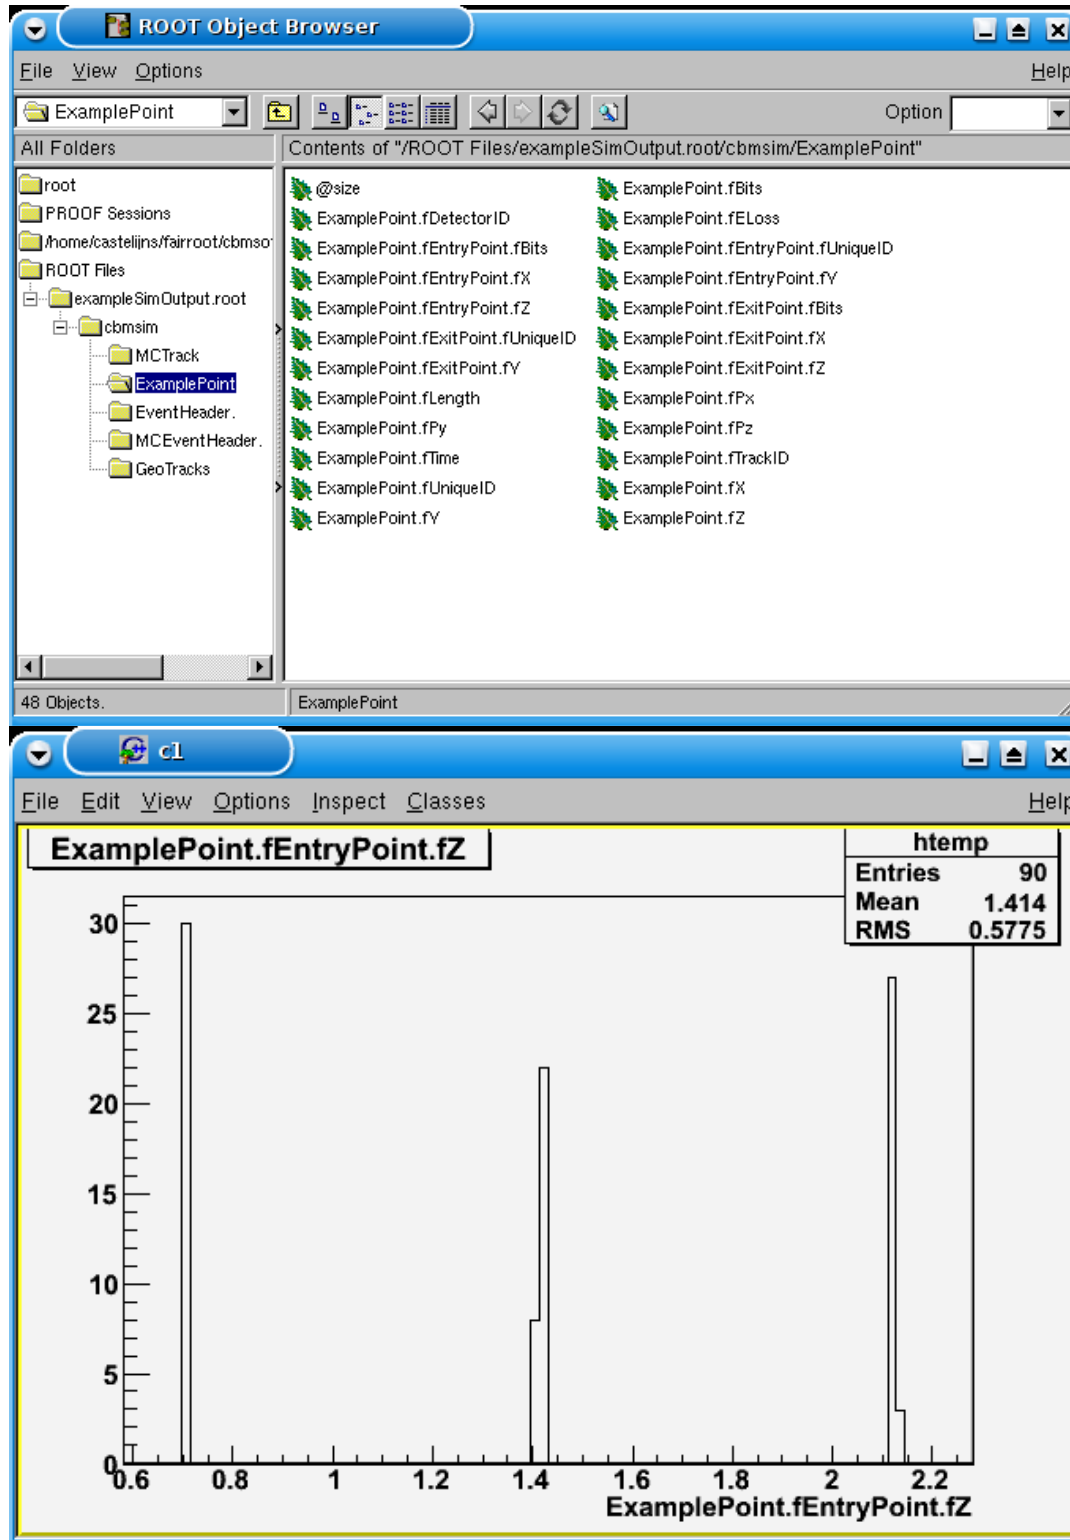 ROOT Object Browser
File View Options Help
ExamplePoint Option
All Folders Contents of "/ROOT Files/exampleSimOutput.root/cbmsim/ExamplePoint"
root
PROOF Sessions
/home/castelijns/fairroot/cbmso
ROOT Files
exampleSimOutput.root
cbmsim
MCTrack
ExamplePoint
EventHeader.
MCEventHeader.
GeoTracks
@size ExamplePoint.fBits
ExamplePoint.fDetectorID ExamplePoint.fELoss
ExamplePoint.fEntryPoint.fBits ExamplePoint.fEntryPoint.fUniqueID
ExamplePoint.fEntryPoint.fX ExamplePoint.fEntryPoint.fY
ExamplePoint.fEntryPoint.fZ ExamplePoint.fExitPoint.fBits
ExamplePoint.fExitPoint.fUniqueID ExamplePoint.fExitPoint.fX
ExamplePoint.fExitPoint.fY ExamplePoint.fExitPoint.fZ
ExamplePoint.fLength ExamplePoint.fPx
ExamplePoint.fPy ExamplePoint.fPz
ExamplePoint.fTime ExamplePoint.fTrackID
ExamplePoint.fUniqueID ExamplePoint.fX
ExamplePoint.fY ExamplePoint.fZ
48 Objects. ExamplePoint
c1
File Edit View Options Inspect Classes Help
ExamplePoint.fEntryPoint.fZ
htemp
Entries 90
Mean 1.414
RMS 0.5775
30
25
20
15
10
5
0
0.6 0.8 1 1.2 1.4 1.6 1.8 2 2.2
ExamplePoint.fEntryPoint.fZ